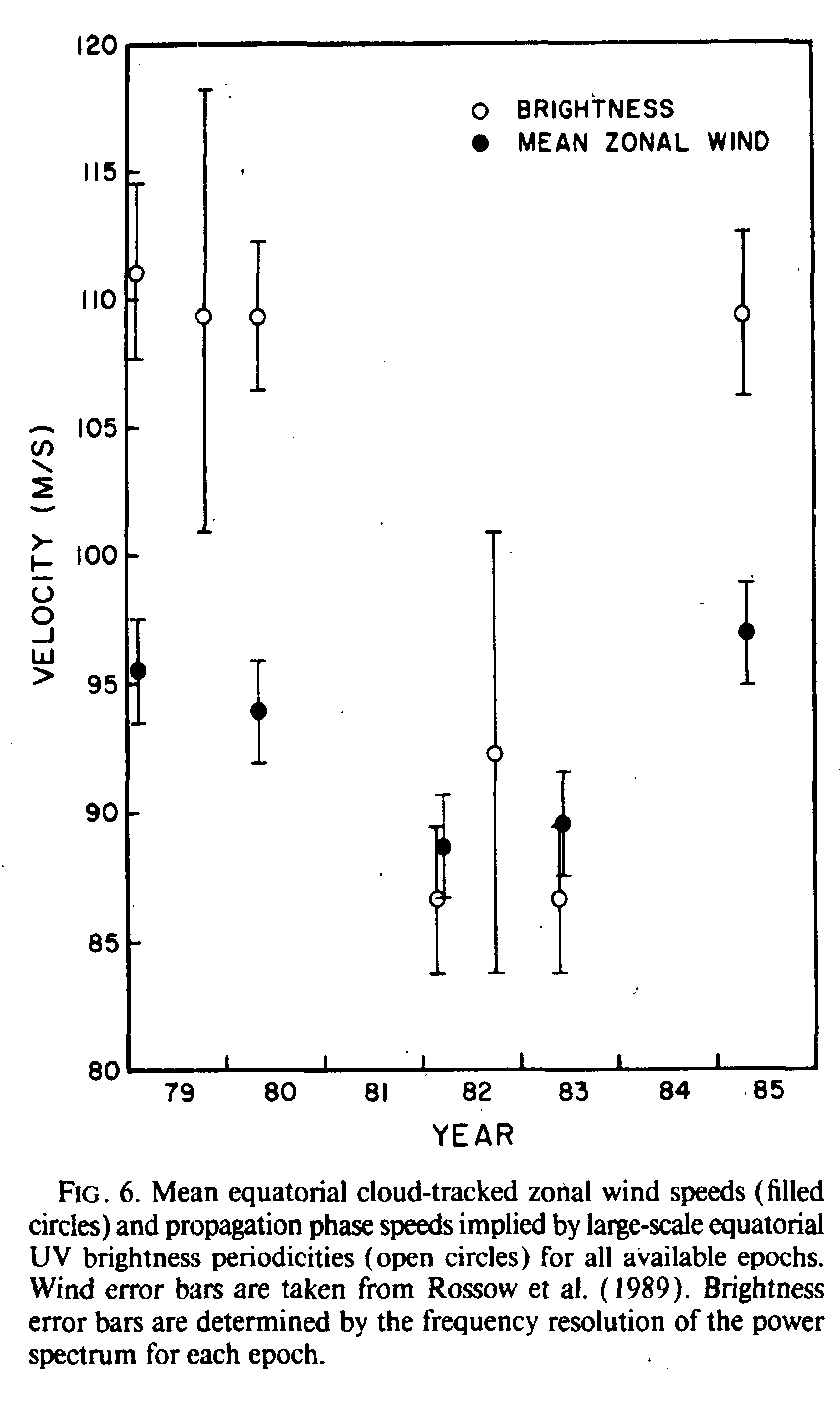 120
BRIGHTNESS
MEAN ZONAL WIND
115
110
105
100
95
90
85
80
VELOCITY (M/S)
79 80 81 82 83 84 85
YEAR
FIG. 6. Mean equatorial cloud-tracked zonal wind speeds (filled
circles) and propagation phase speeds implied by large-scale equatorial
UV brightness periodicities (open circles) for all available epochs.
Wind error bars are taken from Rossow et al. (1989). Brightness
error bars are determined by the frequency resolution of the power
spectrum for each epoch.